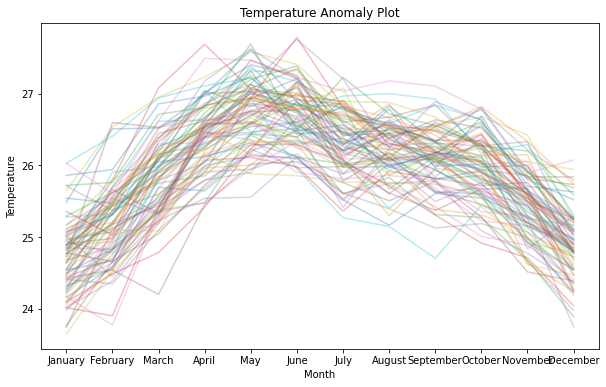 Temperature Anomaly Plot
Temperature
27
26
25
24
January February March April May June July August September October November December
Month